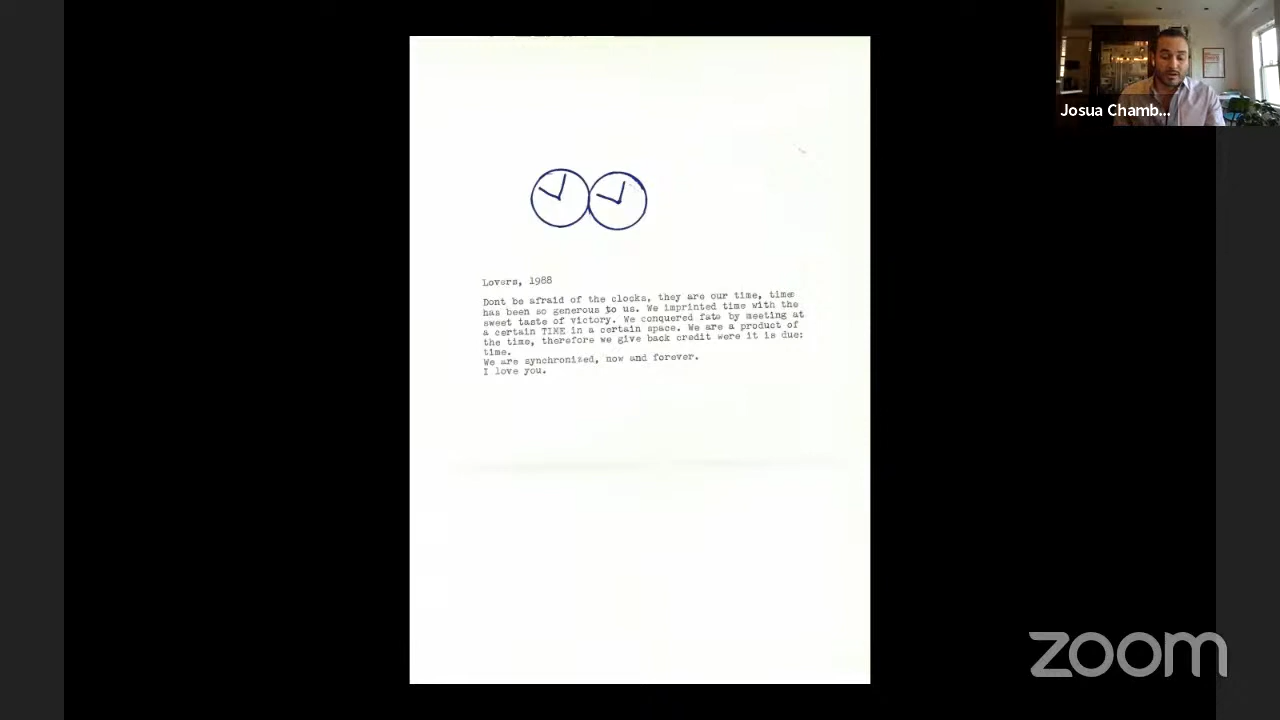 Josua Chamb...
Lovers, 1988
Dont be afraid of the clocks, they are our time, time
has been so generous to us. We imprinted time with the
sweet taste of victory. We conquered fate by meeting at
a certain TIME in a certain space. We are a product of
the time, therefore we give back credit were it is due:
time.
We are synchronized, now and forever.
I love you.
zoom